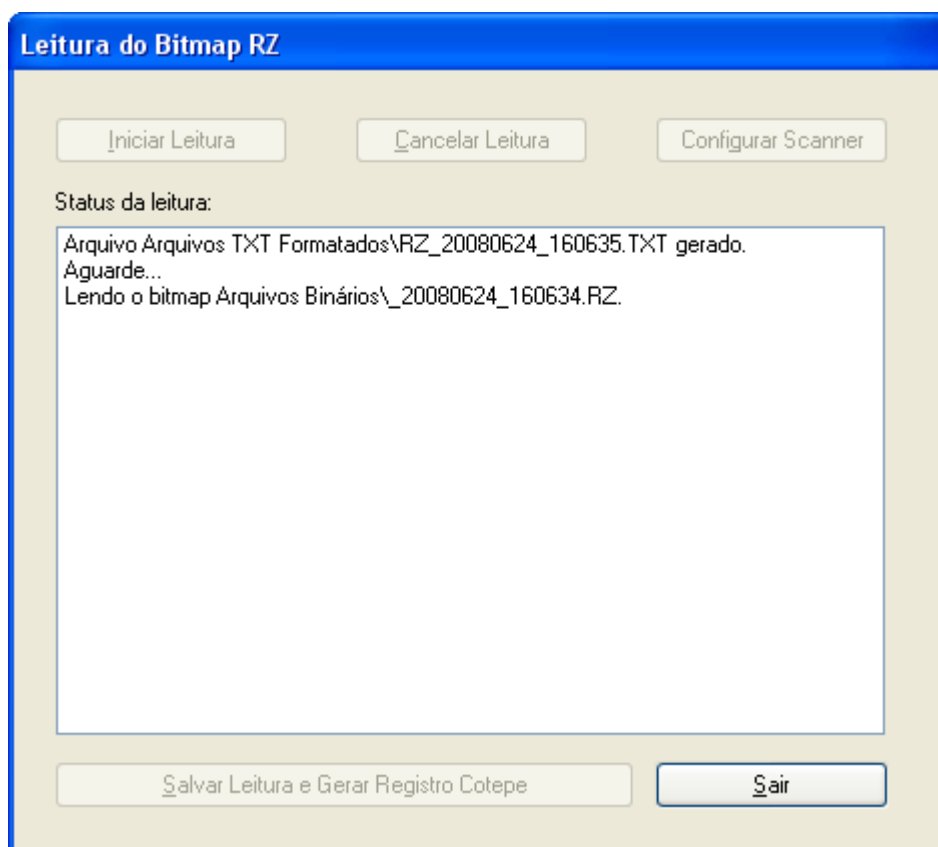 Leitura do Bitmap RZ
Iniciar Leitura
Cancelar Leitura
Configurar Scanner
Status da leitura:
Arquivo Arquivos TXT Formatados\RZ_20080624_160635.TXT gerado.
Aguarde...
Lendo o bitmap Arquivos Binários\_20080624_160634.RZ.
Salvar Leitura e Gerar Registro Cotepe
Sair